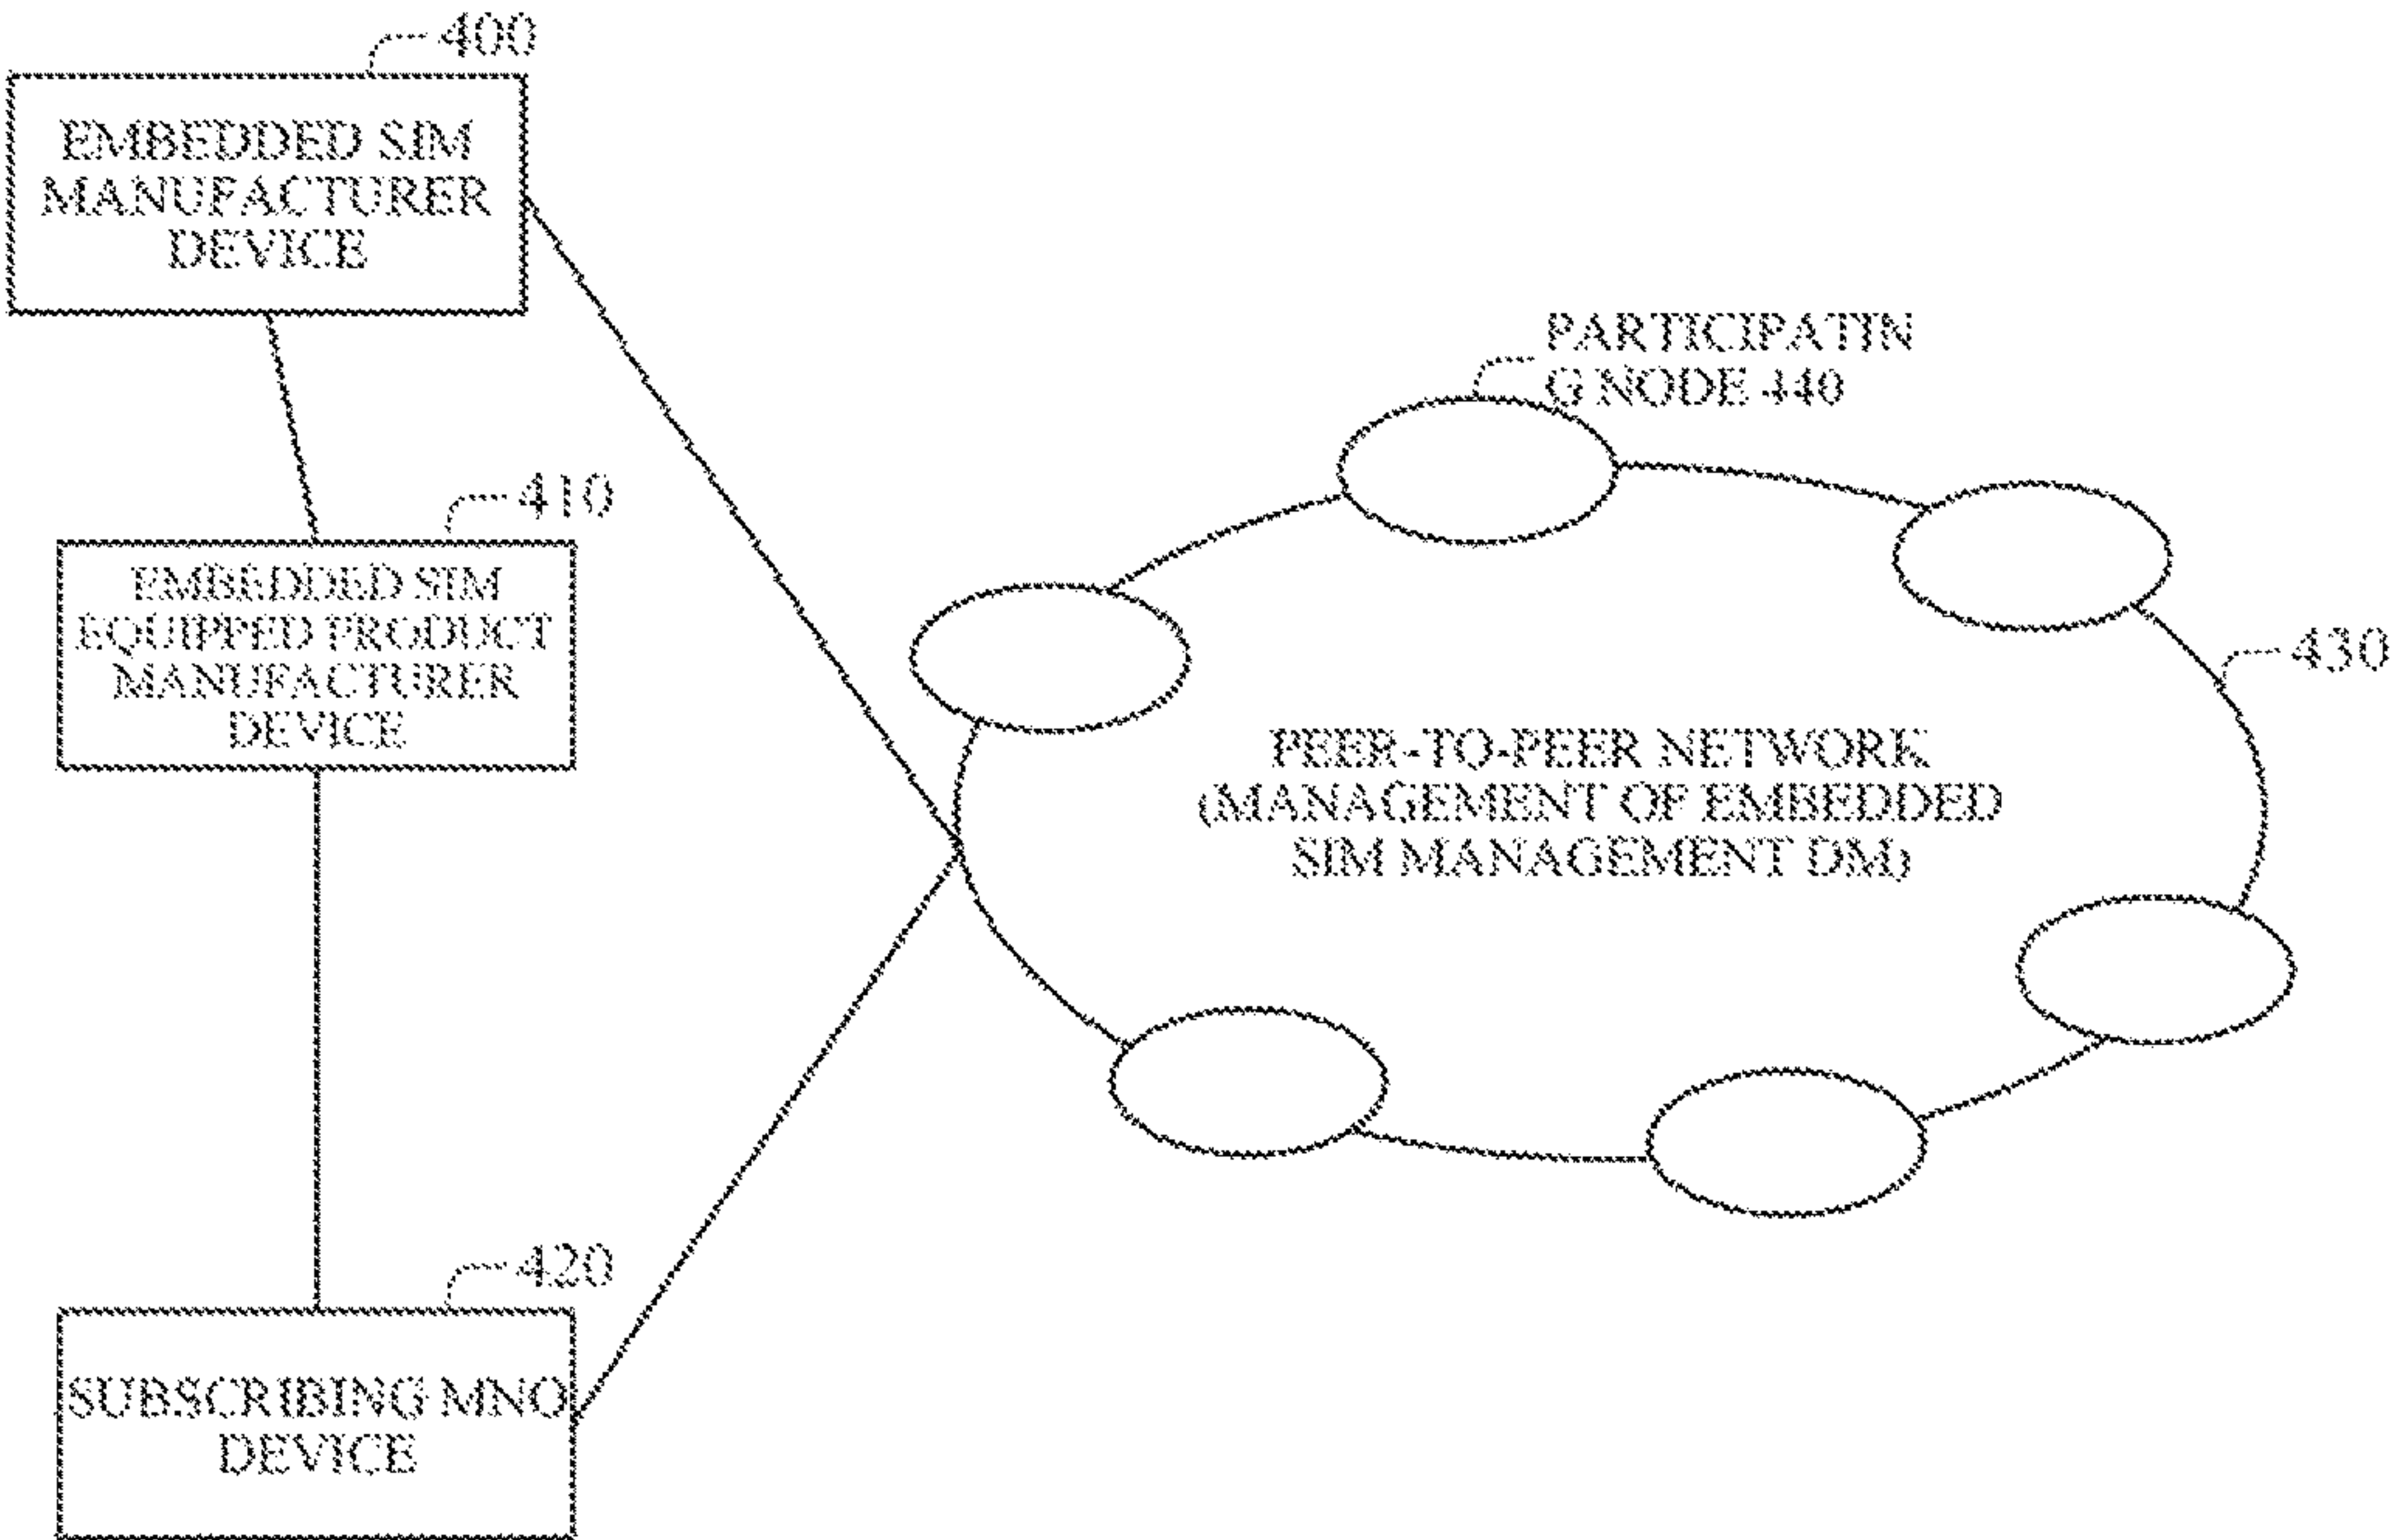 400
EMBEDDED SIM
MANUFACTURER
DEVICE
PARTICIPATIN
G NODE 440
410
EMBEDDED SIM
EQUIPPED PRODUCT
MANUFACTURER
DEVICE
430
PEER-TO-PEER NETWORK
(MANAGEMENT OF EMBEDDED
SIM MANAGEMENT DM)
420
SUBSCRIBING MNO
DEVICE